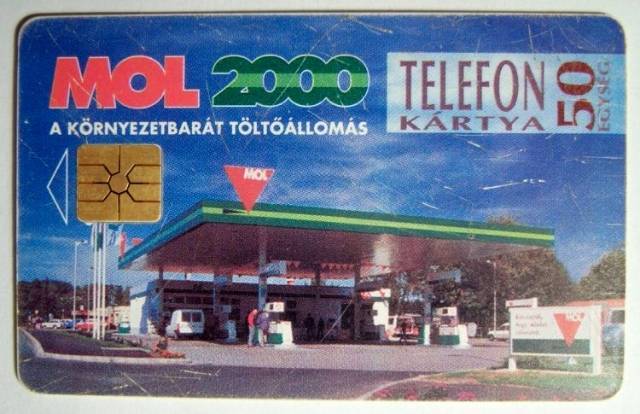 MOL 2000
A KÖRNYEZETBARÁT TÖLTŐÁLLOMÁS
TELEFON
KÁRTYA
50
EGYSÉG
MOL
MOL